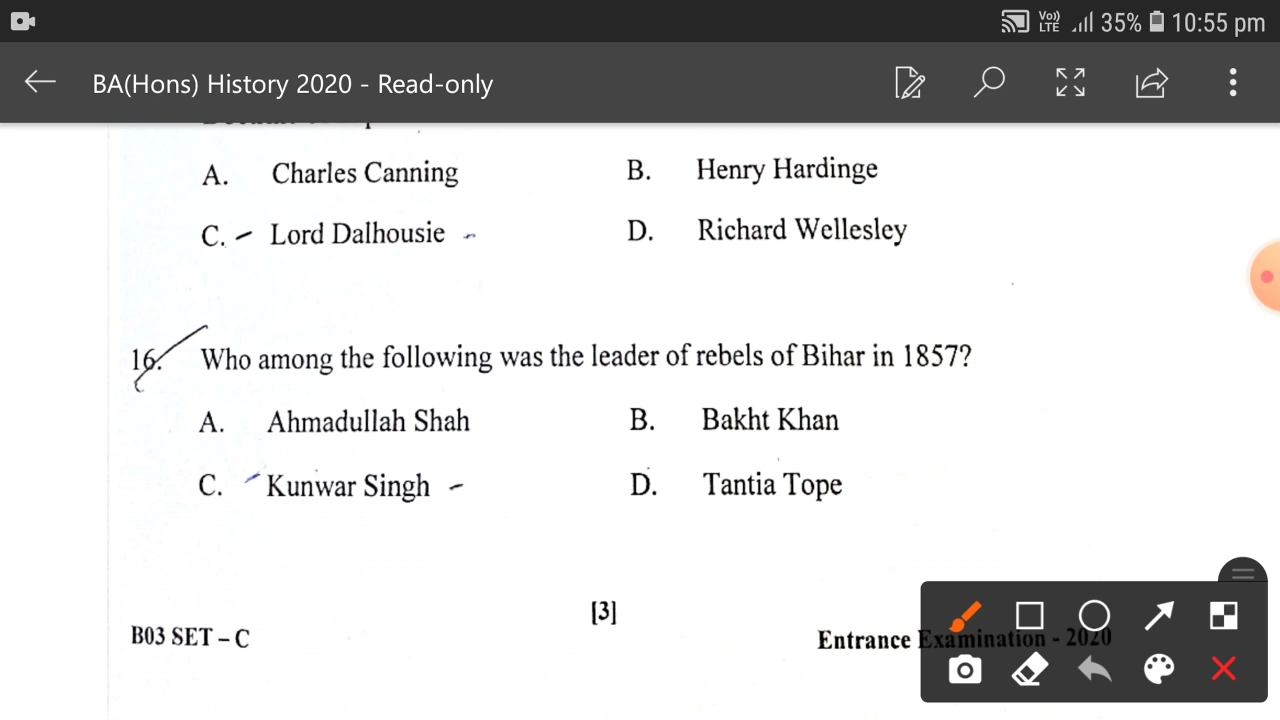 Vo)) LTE 35% 10:55 pm
BA(Hons) History 2020 - Read-only
A. Charles Canning B. Henry Hardinge
C. Lord Dalhousie D. Richard Wellesley
16. Who among the following was the leader of rebels of Bihar in 1857?
A. Ahmadullah Shah B. Bakht Khan
C. Kunwar Singh D. Tantia Tope
[3]
B03 SET – C Entrance Examination - 2020